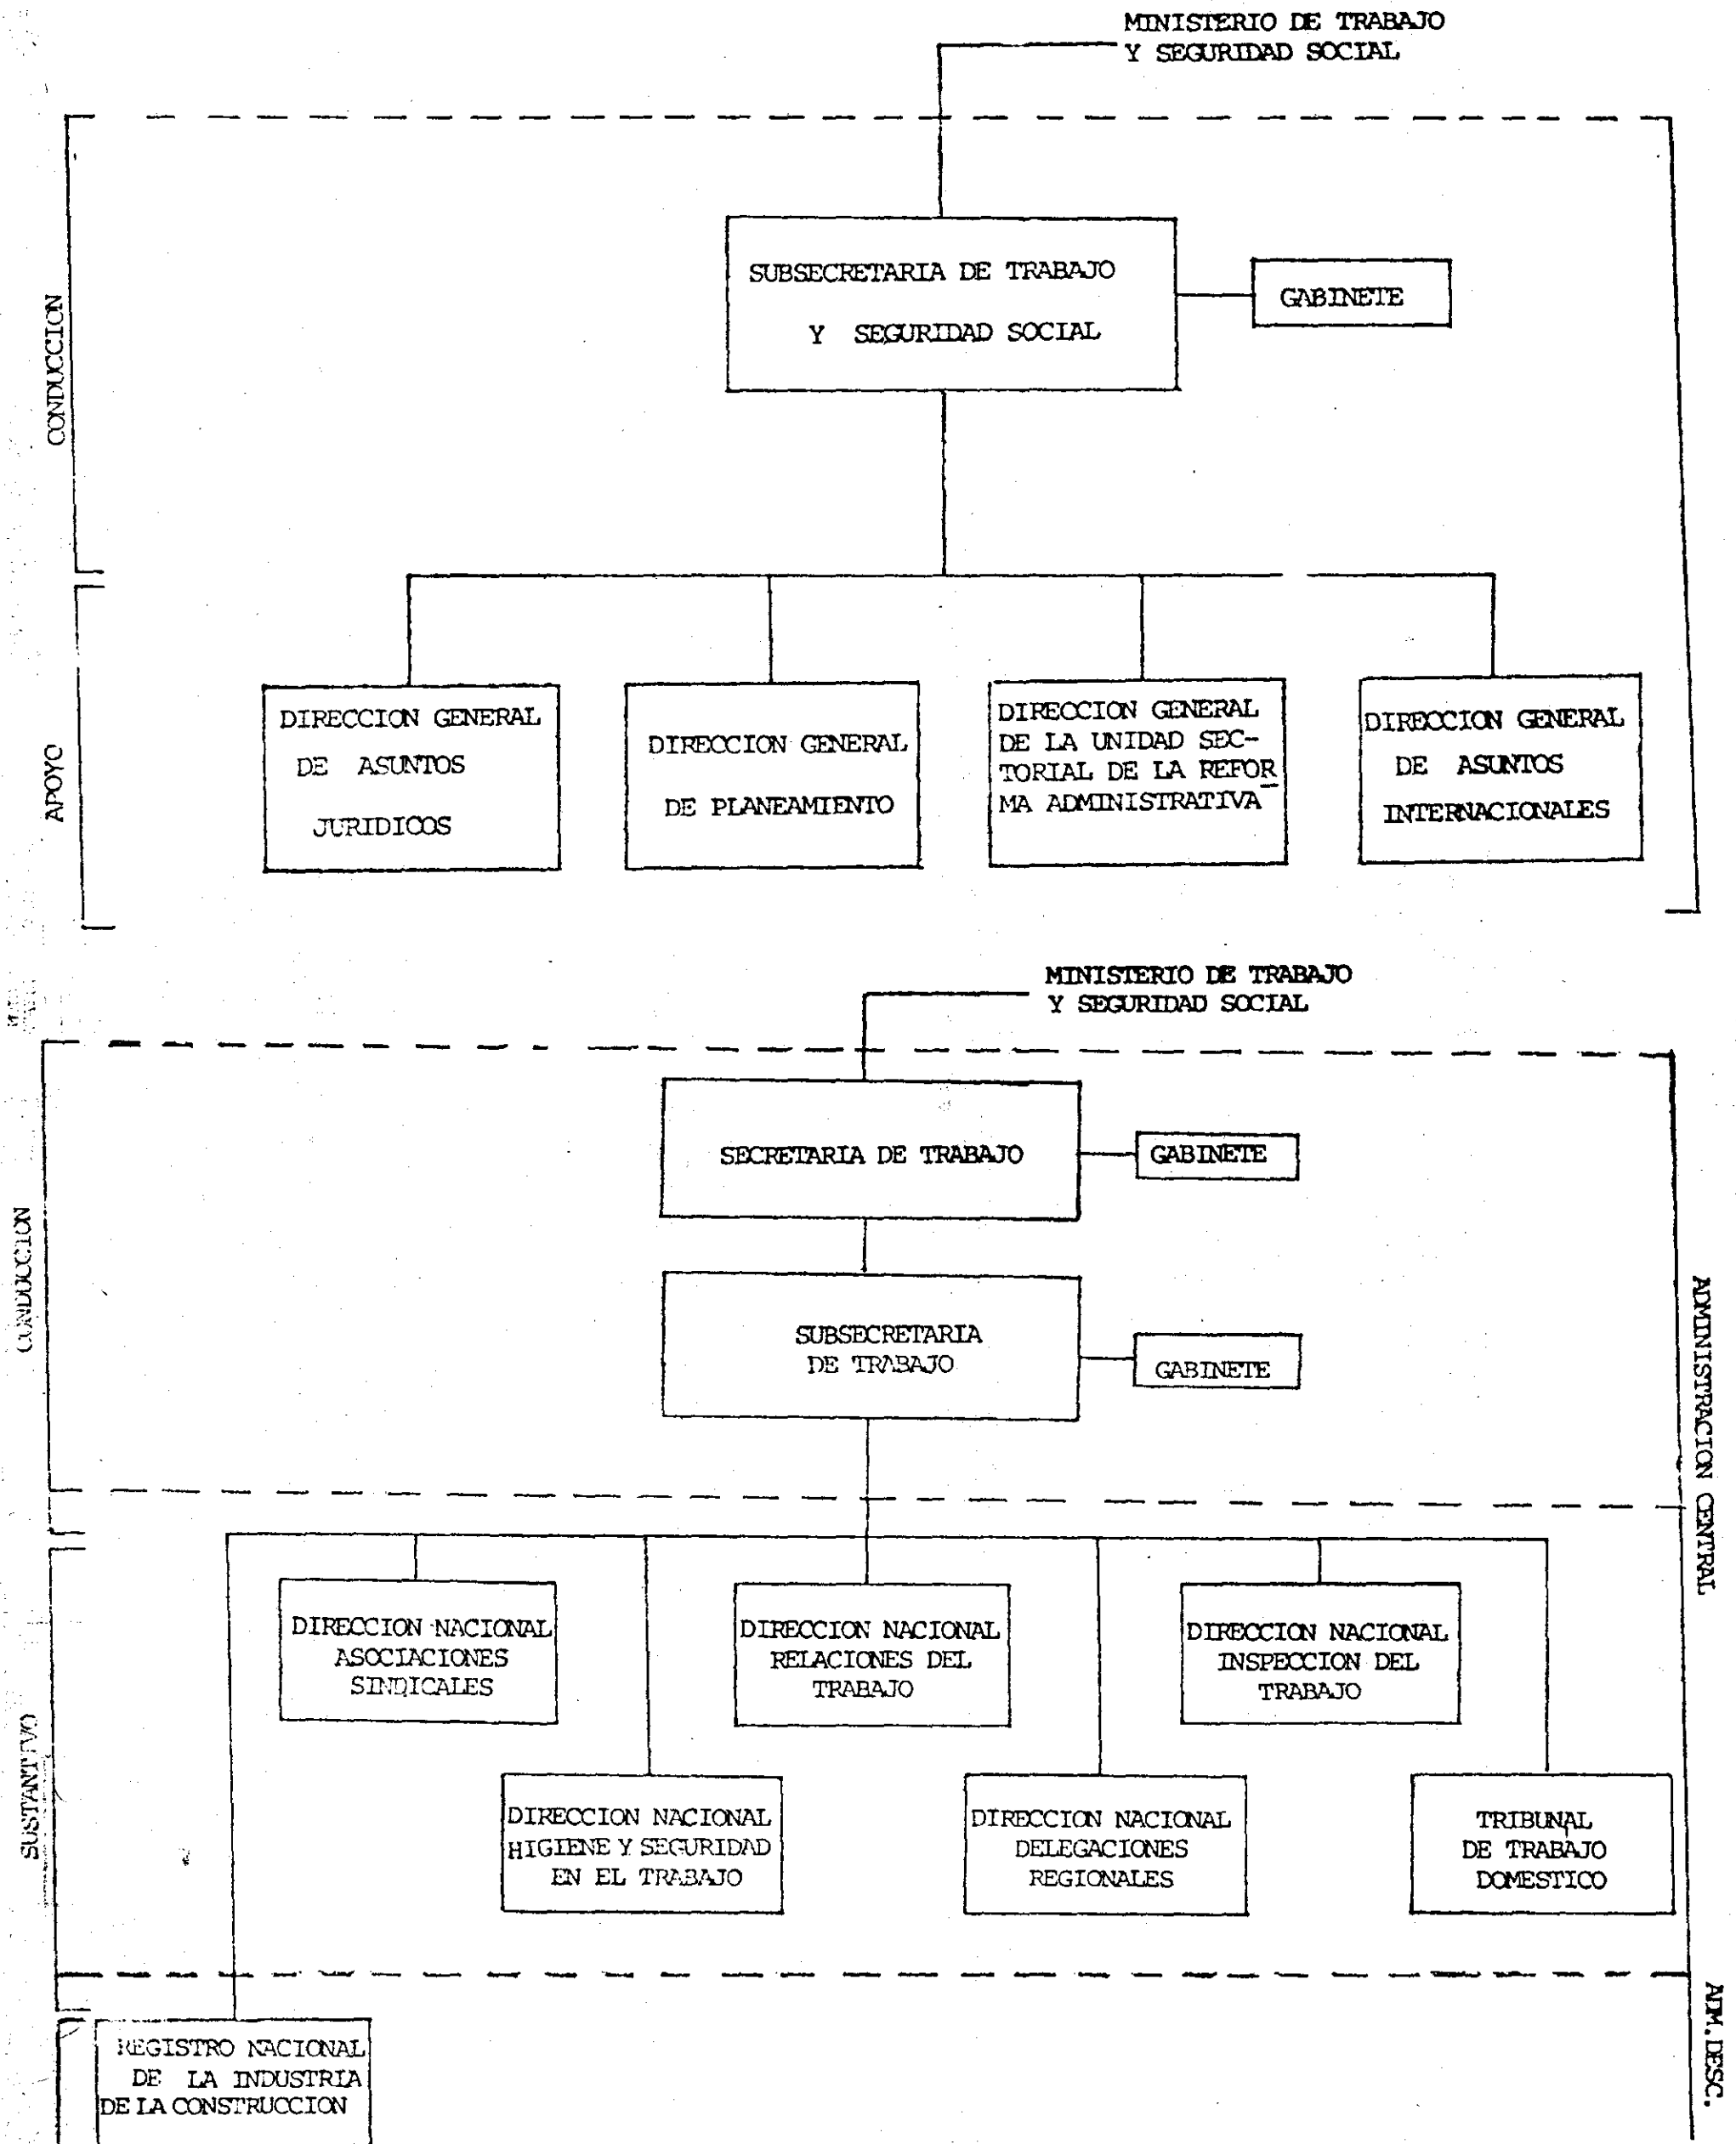 MINISTERIO DE TRABAJO
Y SEGURIDAD SOCIAL
CONDUCCION
SUBSECRETARIA DE TRABAJO
Y SEGURIDAD SOCIAL
GABINETE
APOYO
DIRECCION GENERAL
DE ASUNTOS
JURIDICOS
DIRECCION GENERAL
DE PLANEAMIENTO
DIRECCION GENERAL
DE LA UNIDAD SEC-
TORIAL DE LA REFOR
MA ADMINISTRATIVA
DIRECCION GENERAL
DE ASUNTOS
INTERNACIONALES
MINISTERIO DE TRABAJO
Y SEGURIDAD SOCIAL
CONDUCCION
SECRETARIA DE TRABAJO
GABINETE
SUBSECRETARIA
DE TRABAJO
GABINETE
ADMINISTRACION CENTRAL
SUSTANTIVO
DIRECCION NACIONAL
ASOCIACIONES
SINDICALES
DIRECCION NACIONAL
RELACIONES DEL
TRABAJO
DIRECCION NACIONAL
INSPECCION DEL
TRABAJO
DIRECCION NACIONAL
HIGIENE Y SEGURIDAD
EN EL TRABAJO
DIRECCION NACIONAL
DELEGACIONES
REGIONALES
TRIBUNAL
DE TRABAJO
DOMESTICO
ADM. DESC.
REGISTRO NACIONAL
DE LA INDUSTRIA
DE LA CONSTRUCCION